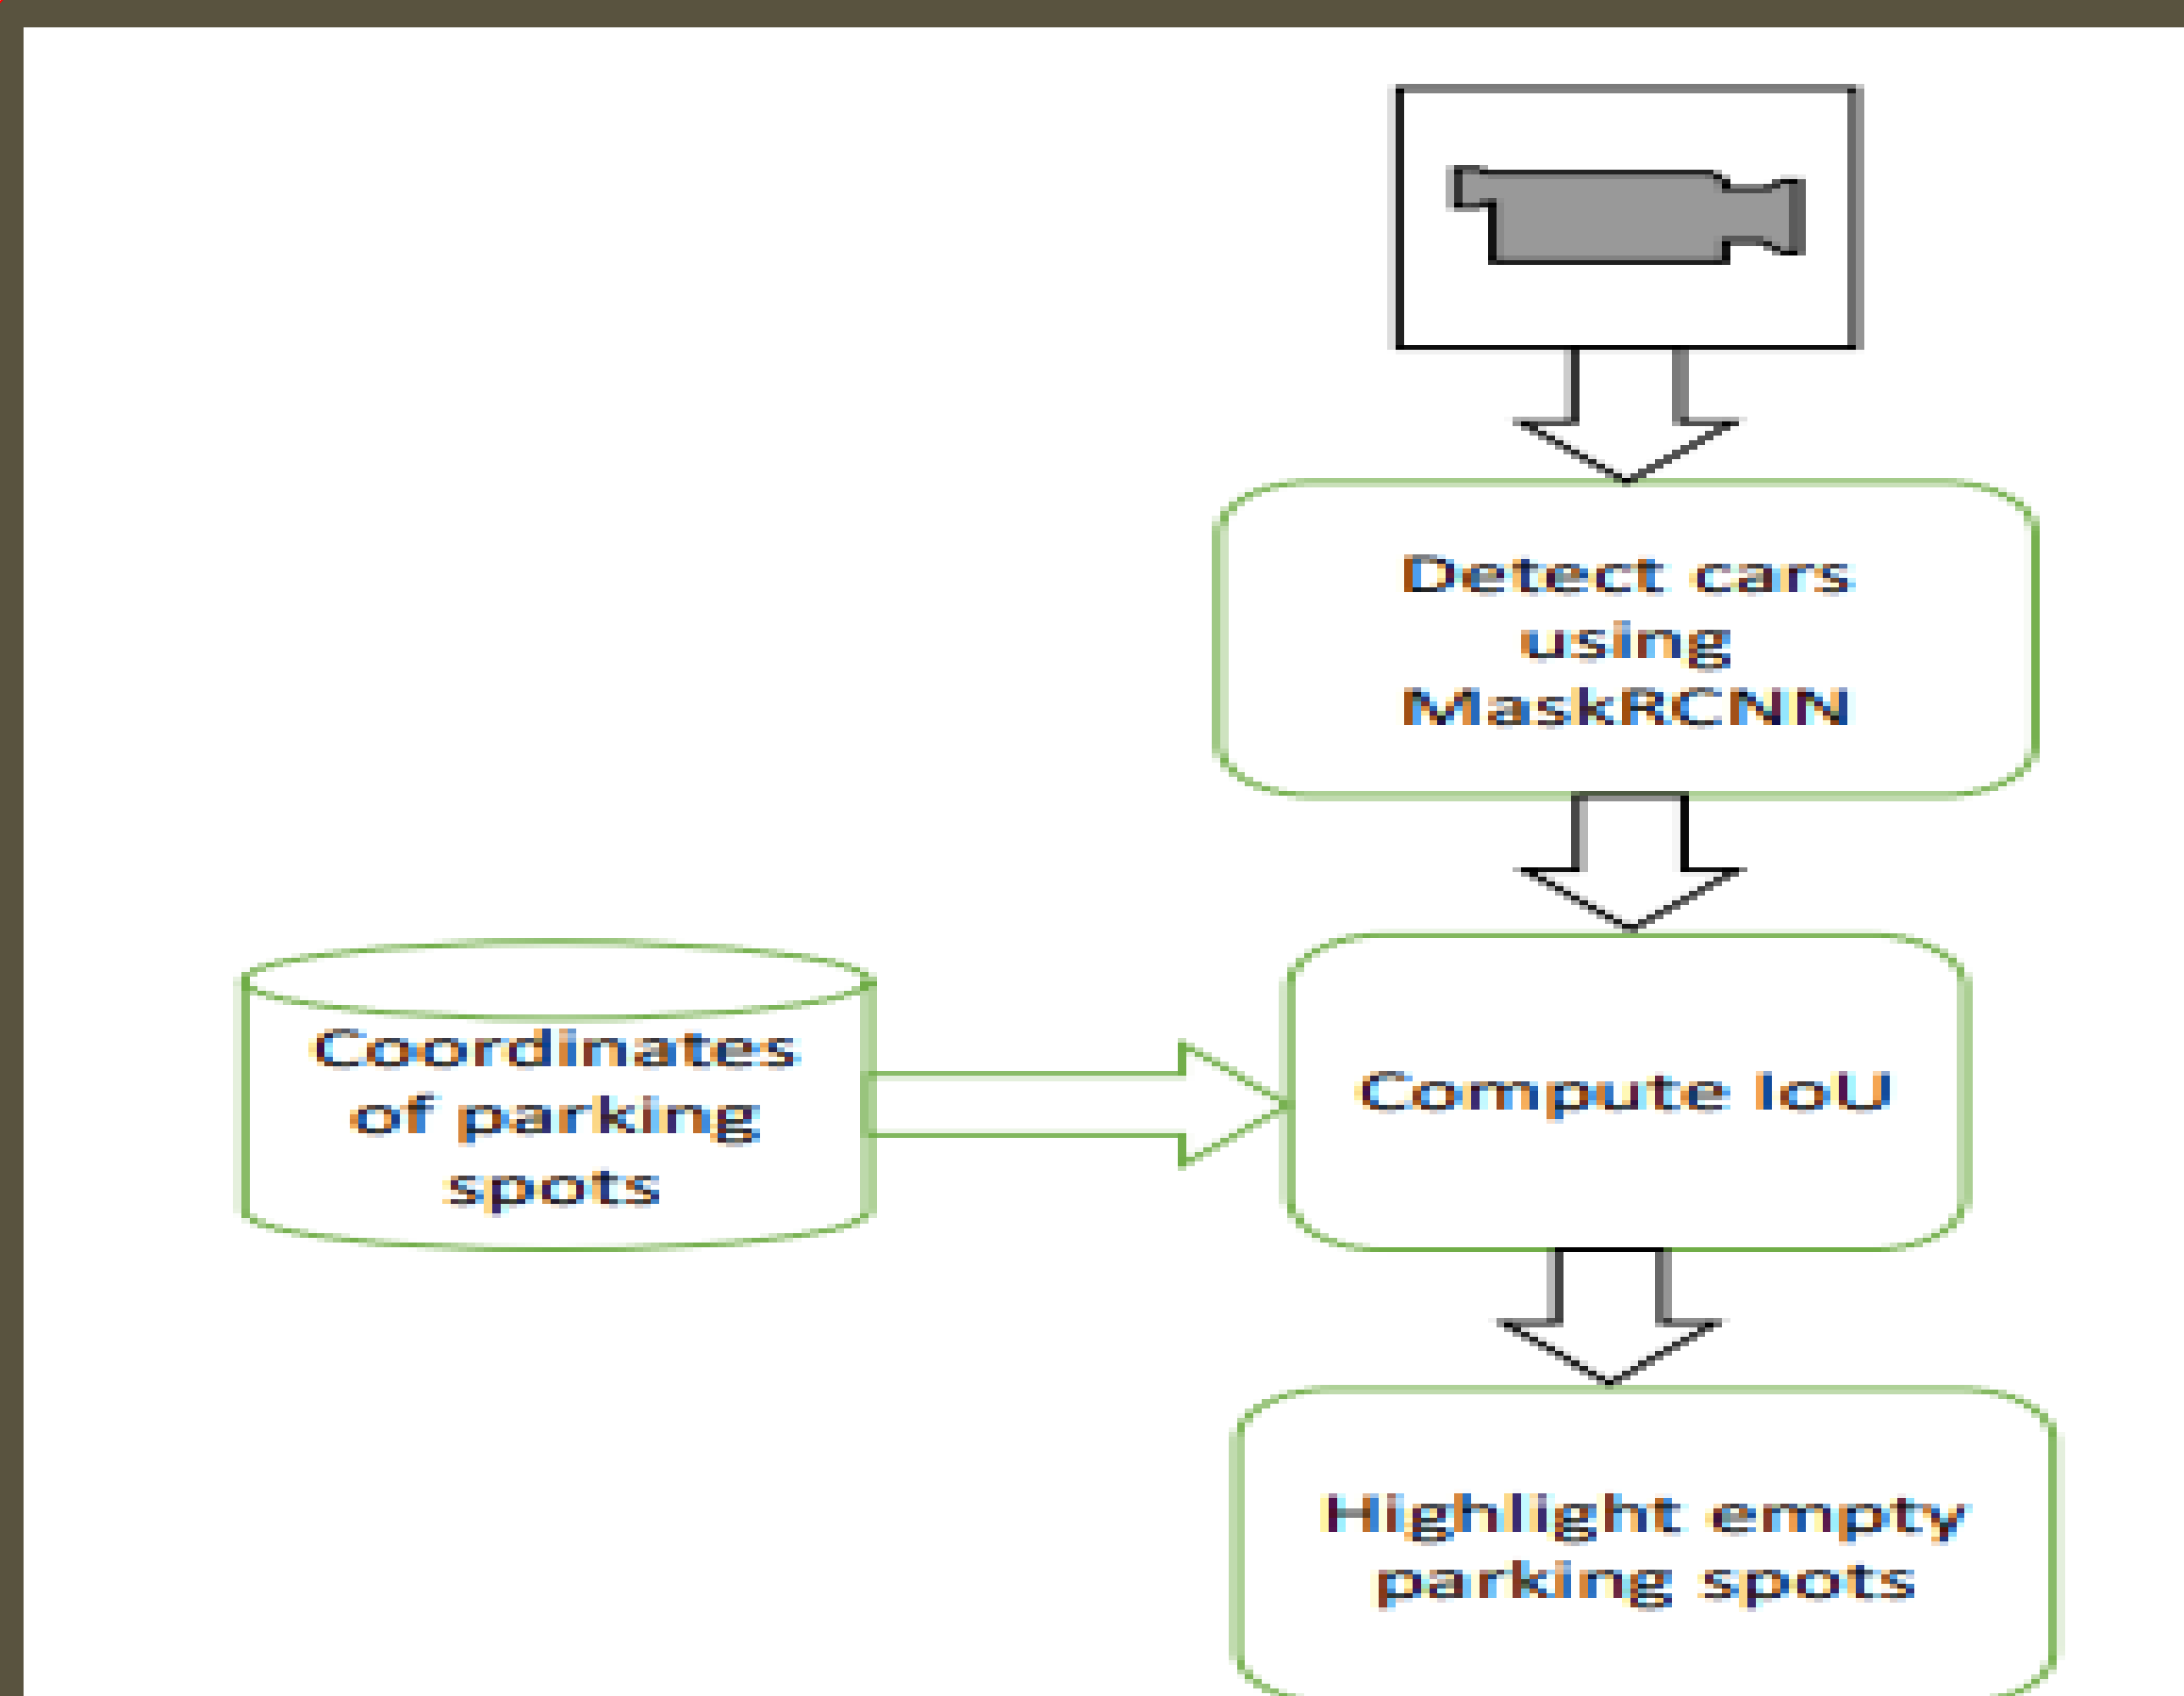 Detect cars
using
MaskRCNN
Coordinates
of parking
spots
Compute IoU
Highlight empty
parking spots